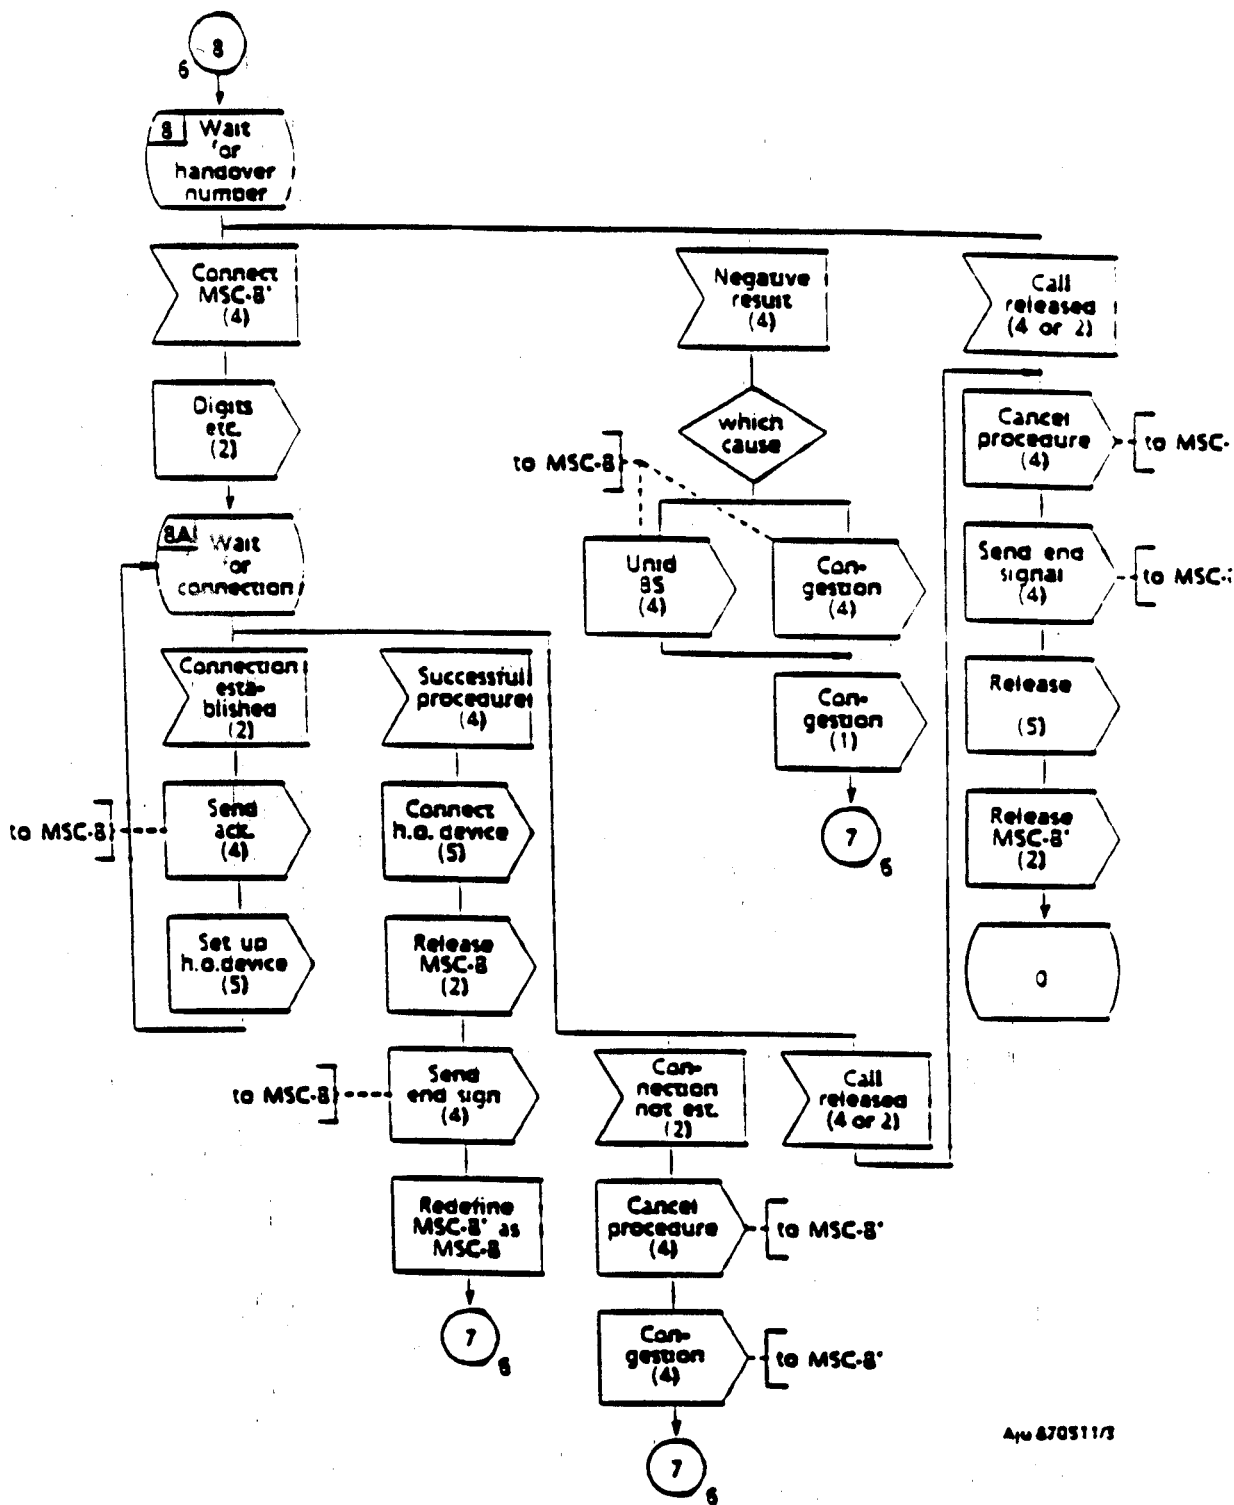 8
6
8
Wait
for
handover
number
Connect
MSC-B'
(4)
Negative
result
(4)
Call
released
(4 or 2)
Digits
etc.
(2)
which
cause
Cancel
procedure
(4)
to MSC-
to MSC-B
8A
Wait
for
connection
Unid
BS
(4)
Con-
gestion
(4)
Send end
signal
(4)
to MSC-
Connection
esta-
blished
(2)
Successful
procedure
(4)
Con-
gestion
(1)
Release
(5)
Send
ack.
(4)
to MSC-B
Connect
h.o. device
(5)
7
6
Release
MSC-B'
(2)
Set up
h.o.device
(5)
Release
MSC-B
(2)
0
Send
end sign
(4)
to MSC-B
Con-
nection
not est.
(2)
Call
released
(4 or 2)
Redefine
MSC-B' as
MSC-B
Cancel
procedure
(4)
to MSC-B'
7
6
Con-
gestion
(4)
to MSC-B'
7
6
870511/3